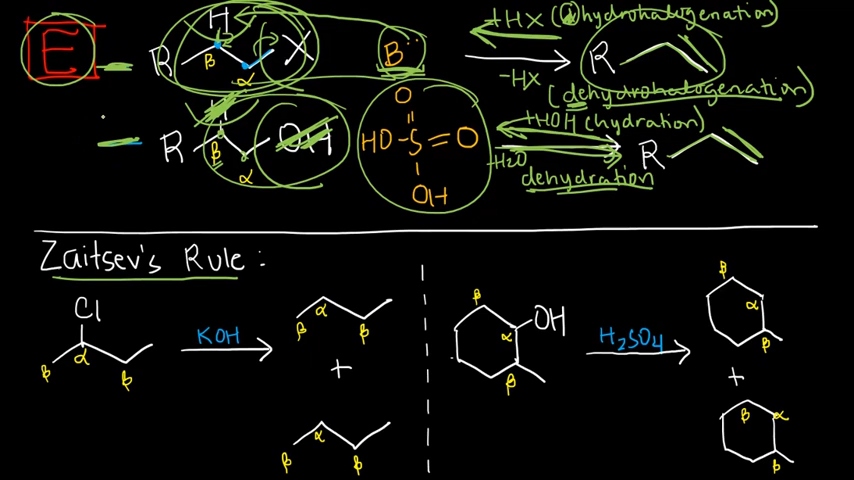 H +HX (hydrohalogenation)
E R β α X B: R
-HX (dehydrohalogenation)
H O +HOH (hydration)
R β α OH HO-S=O R
-H2O
dehydration
OH
Zaitsev's Rule :
Cl β α β β OH β α
β α β KOH α H2SO4 β
+ β +
α β α
β β β